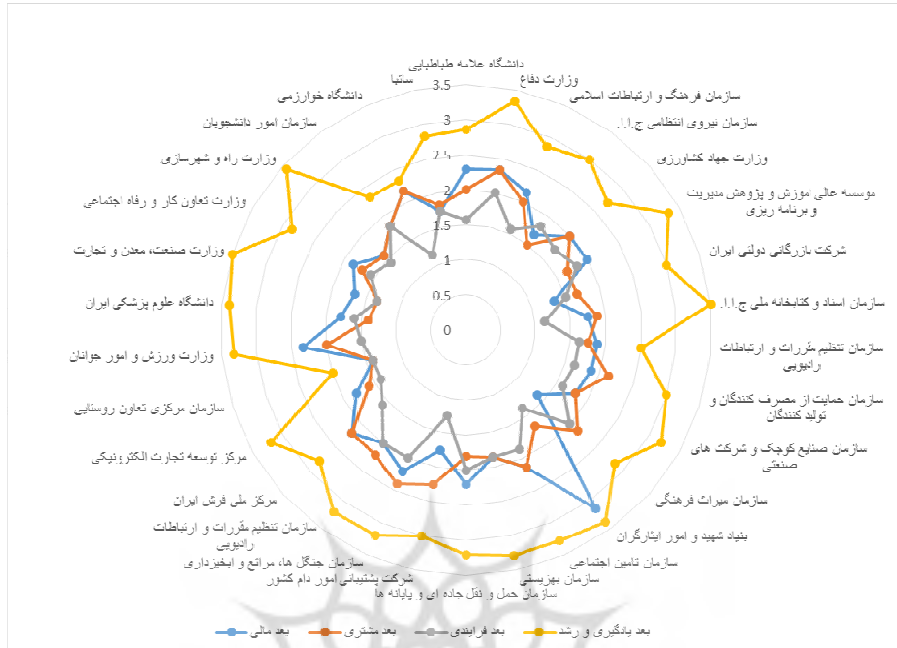 دانشگاه علامه طباطبایی
وزارت دفاع
سازمان فرهنگ و ارتباطات اسلامی
سازمان نیروی انتظامی ج.ا.ا.
وزارت جهاد کشاورزی
موسسه عالی موزش و پژوهش مدیریت
و برنامه ریزی
شرکت بازرگانی دولتی ایران
سازمان اسناد و کتابخانه ملی ج.ا.ا.
سازمان تنظیم مقررات و ارتباطات
رادیویی
سازمان حمایت از مصرف کنندگان و
تولید کنندگان
سازمان صنایع کوچک و شرکت های
صنعتی
سازمان میراث فرهنگی
بنیاد شهید و امور ایثارگران
سازمان تامین اجتماعی
سازمان بهزیستی
سازمان حمل و نقل جاده ای و پایانه ها
شرکت پشتیبانی امور دام کشور
سازمان جنگل ها، مراتع و ابخیزداری
سازمان تنظیم مقررات و ارتباطات
رادیویی
مرکز ملی فرش ایران
مرکز توسعه تجارت الکترونیکی
سازمان مرکزی تعاون روستایی
وزارت ورزش و امور جوانان
دانشگاه علوم پزشکی ایران
وزارت صنعت، معدن و تجارت
وزارت تعاون کار و رفاه اجتماعی
وزارت راه و شهرسازی
سازمان امور دانشجویان
دانشگاه خوارزمی
ساتبا
3.5
3
2.5
2
1.5
1
0.5
0
بعد مالی
بعد مشتری
بعد فرایندی
بعد یادگیری و رشد